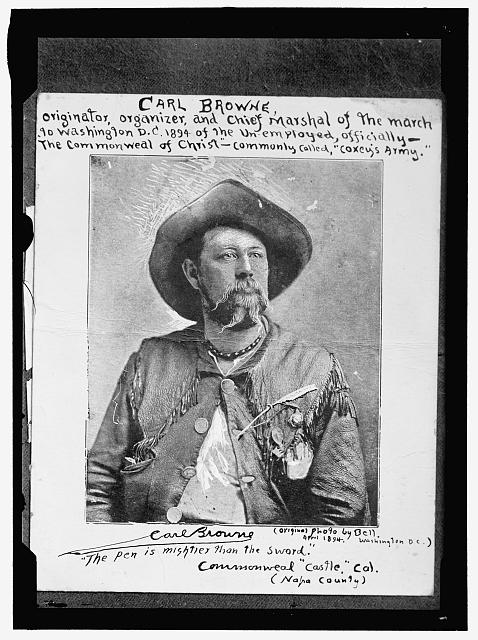 CARL BROWNE,
originator, organizer, and Chief Marshal of The march
to Washington D.C. 1894 of the Un-employed, officially—
The Commonweal of Christ"—commonly called, "Coxey's Army."
Carl Browne
(original Photo by Bell,
April 1894. Washington D.C.)
"The pen is mightier than the sword."
Commonweal "Castle," Cal.
(Napa County)